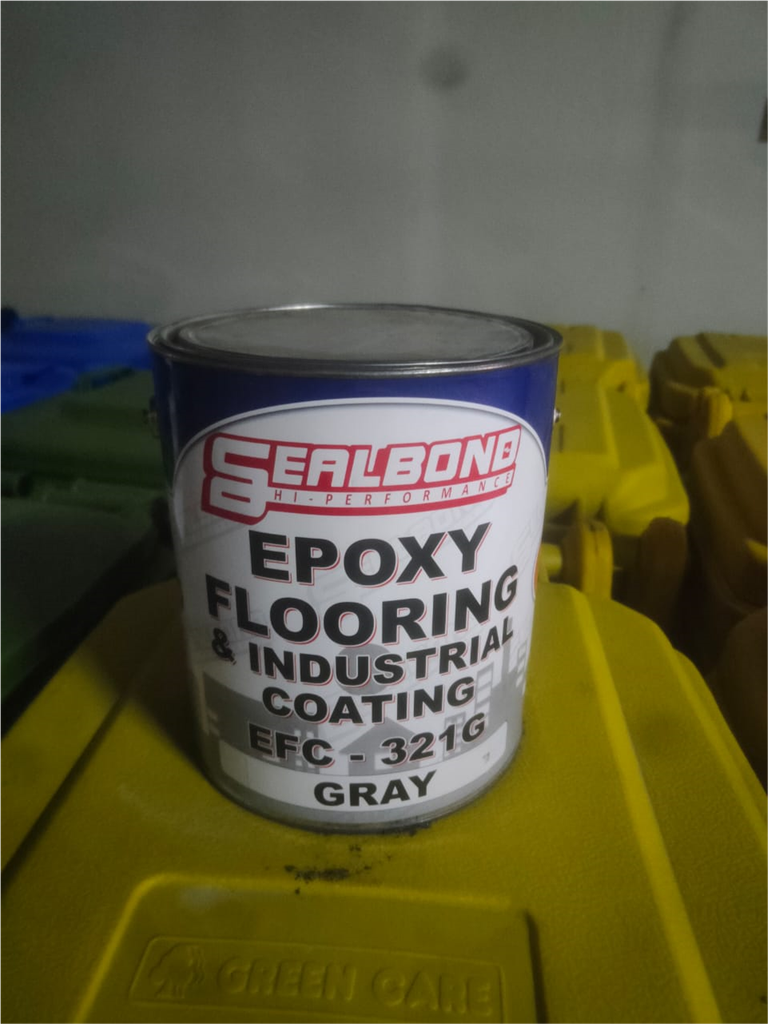 SEALBOND
HI-PERFORMANCE
EPOXY
FLOORING
& INDUSTRIAL
COATING
EFC - 321G
GRAY
GREEN CARE